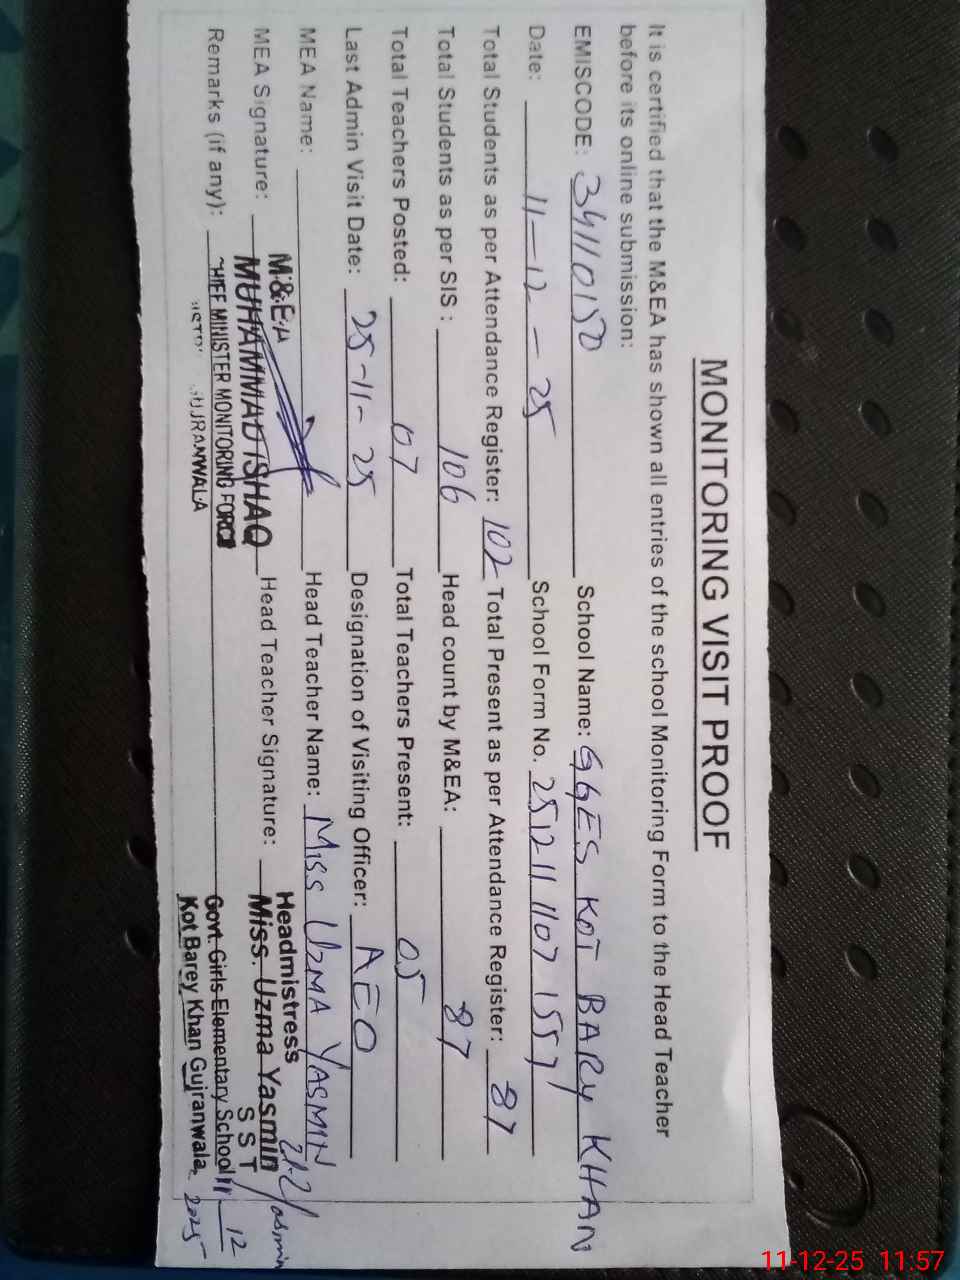 MONITORING VISIT PROOF
It is certified that the M&EA has shown all entries of the school Monitoring Form to the Head Teacher
before its online submission:
EMISCODE: 34110150 School Name: GGES KOT BARY KHAN
Date: 11-12-25 School Form No. 251211107 1557
Total Students as per Attendance Register: 102 Total Present as per Attendance Register: 87
Total Students as per SIS: 106 Head count by M&EA: 87
Total Teachers Posted: 07 Total Teachers Present: 05
Last Admin Visit Date: 25-11-25 Designation of Visiting Officer: AEO
MEA Name: Head Teacher Name: Miss UZMA YASMIN
M&EA Headmistress
MEA Signature: MUHAMMAD ISHAQ Head Teacher Signature: Miss. Uzma Yasmin
S S T
Remarks (if any): CHIEF MINISTER MONITORING FORCE Govt. Girls Elementary School
GUJRANWALA Kot Barey Khan Gujranwala
11 12 2025
11-12-25 11:57